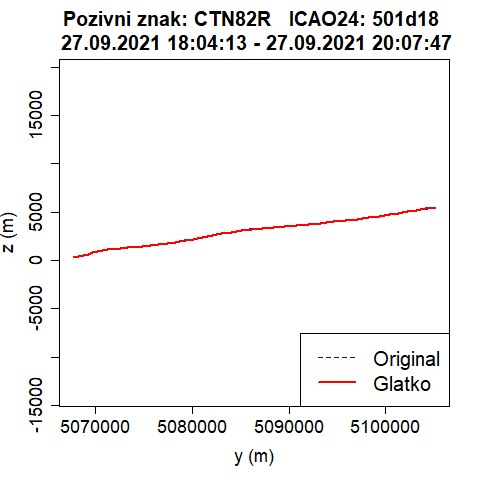 Pozivni znak: CTN82R ICAO24: 501d18
27.09.2021 18:04:13 - 27.09.2021 20:07:47
15000
5000
0
-5000
-15000
z (m)
Original
Glatko
5070000 5080000 5090000 5100000
y (m)